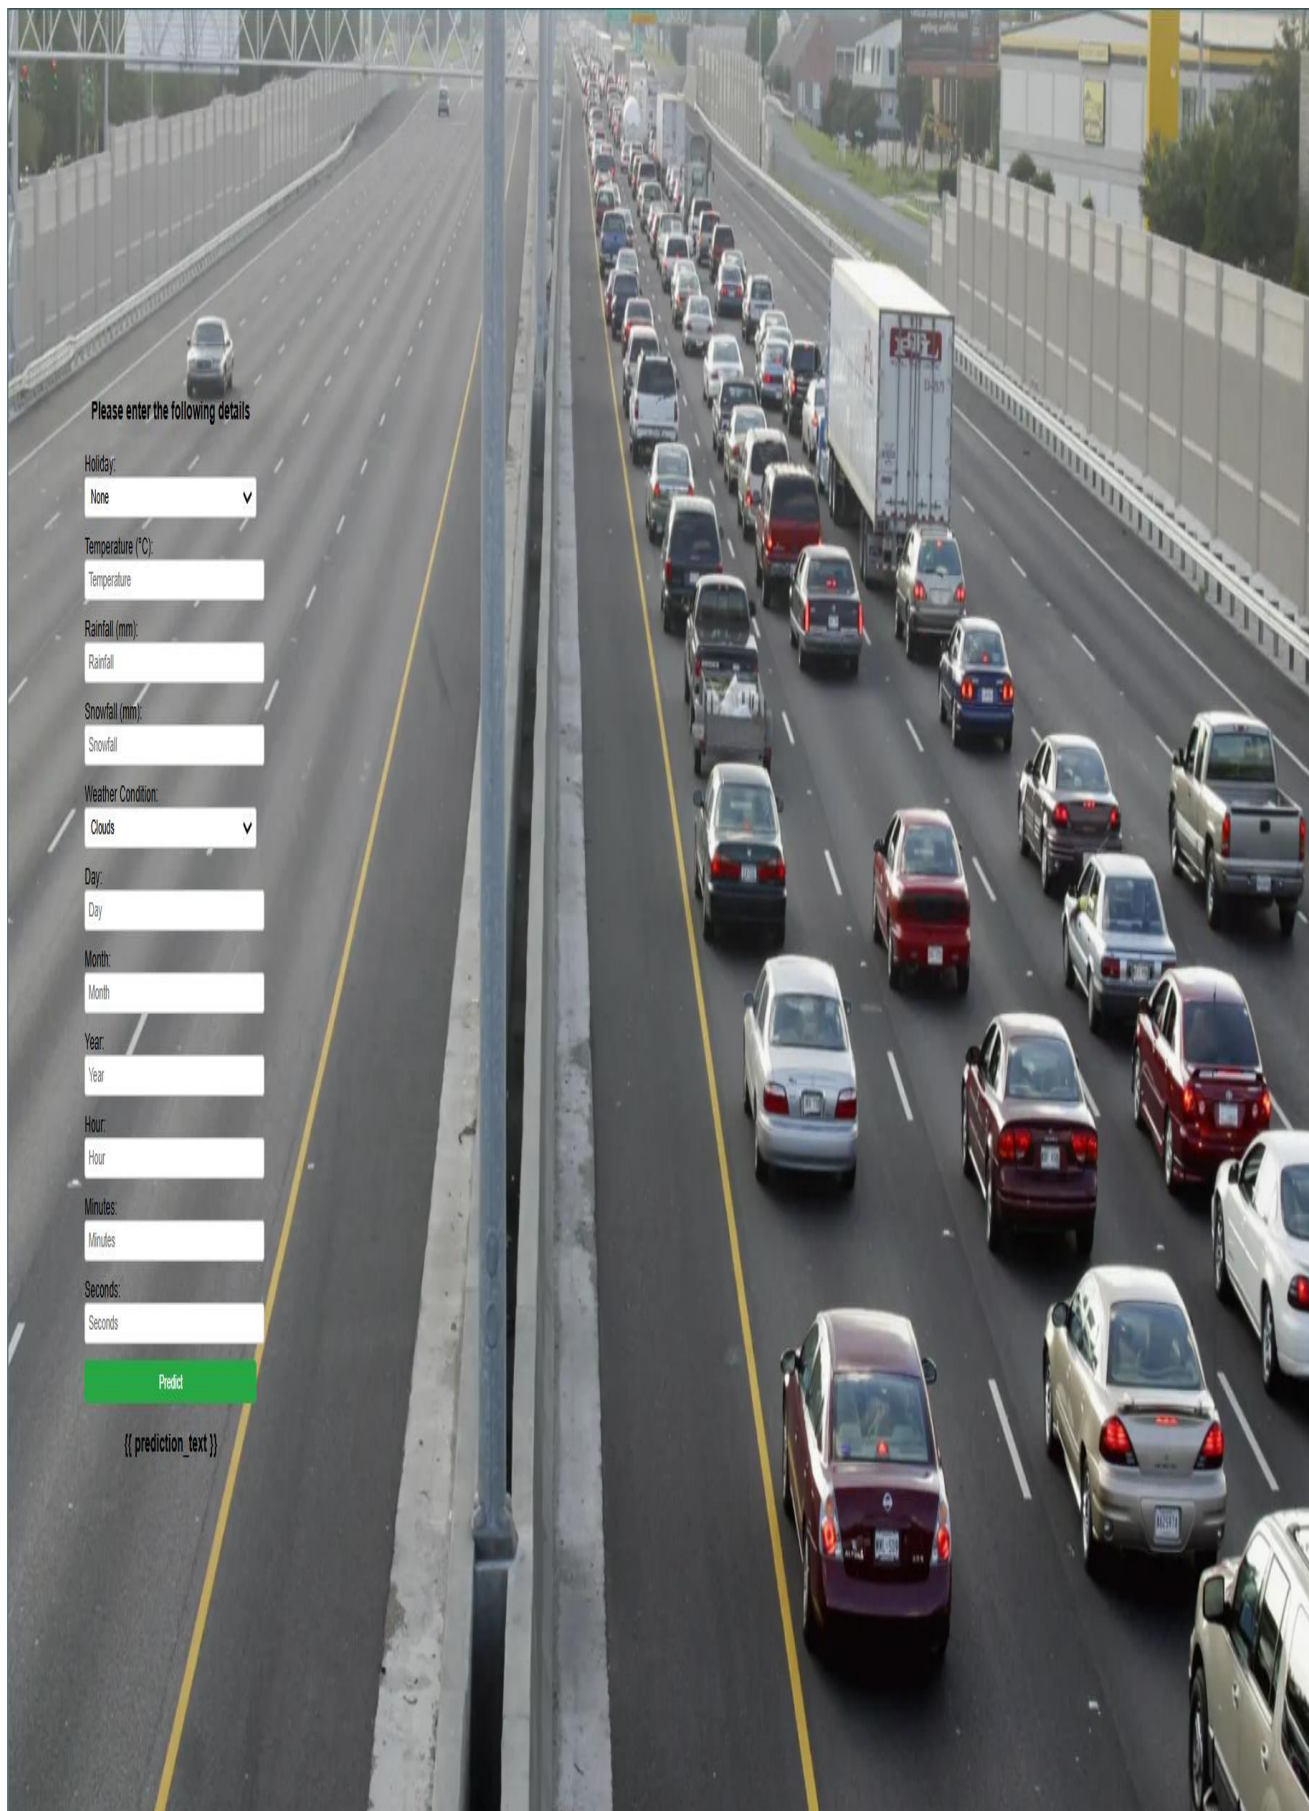 Please enter the following details
Holiday:
None
Temperature (°C):
Temperature
Rainfall (mm):
Rainfall
Snowfall (mm):
Snowfall
Weather Condition:
Clouds
Day:
Day
Month:
Month
Year:
Year
Hour:
Hour
Minutes:
Minutes
Seconds:
Seconds
Predict
{{ prediction_text }}